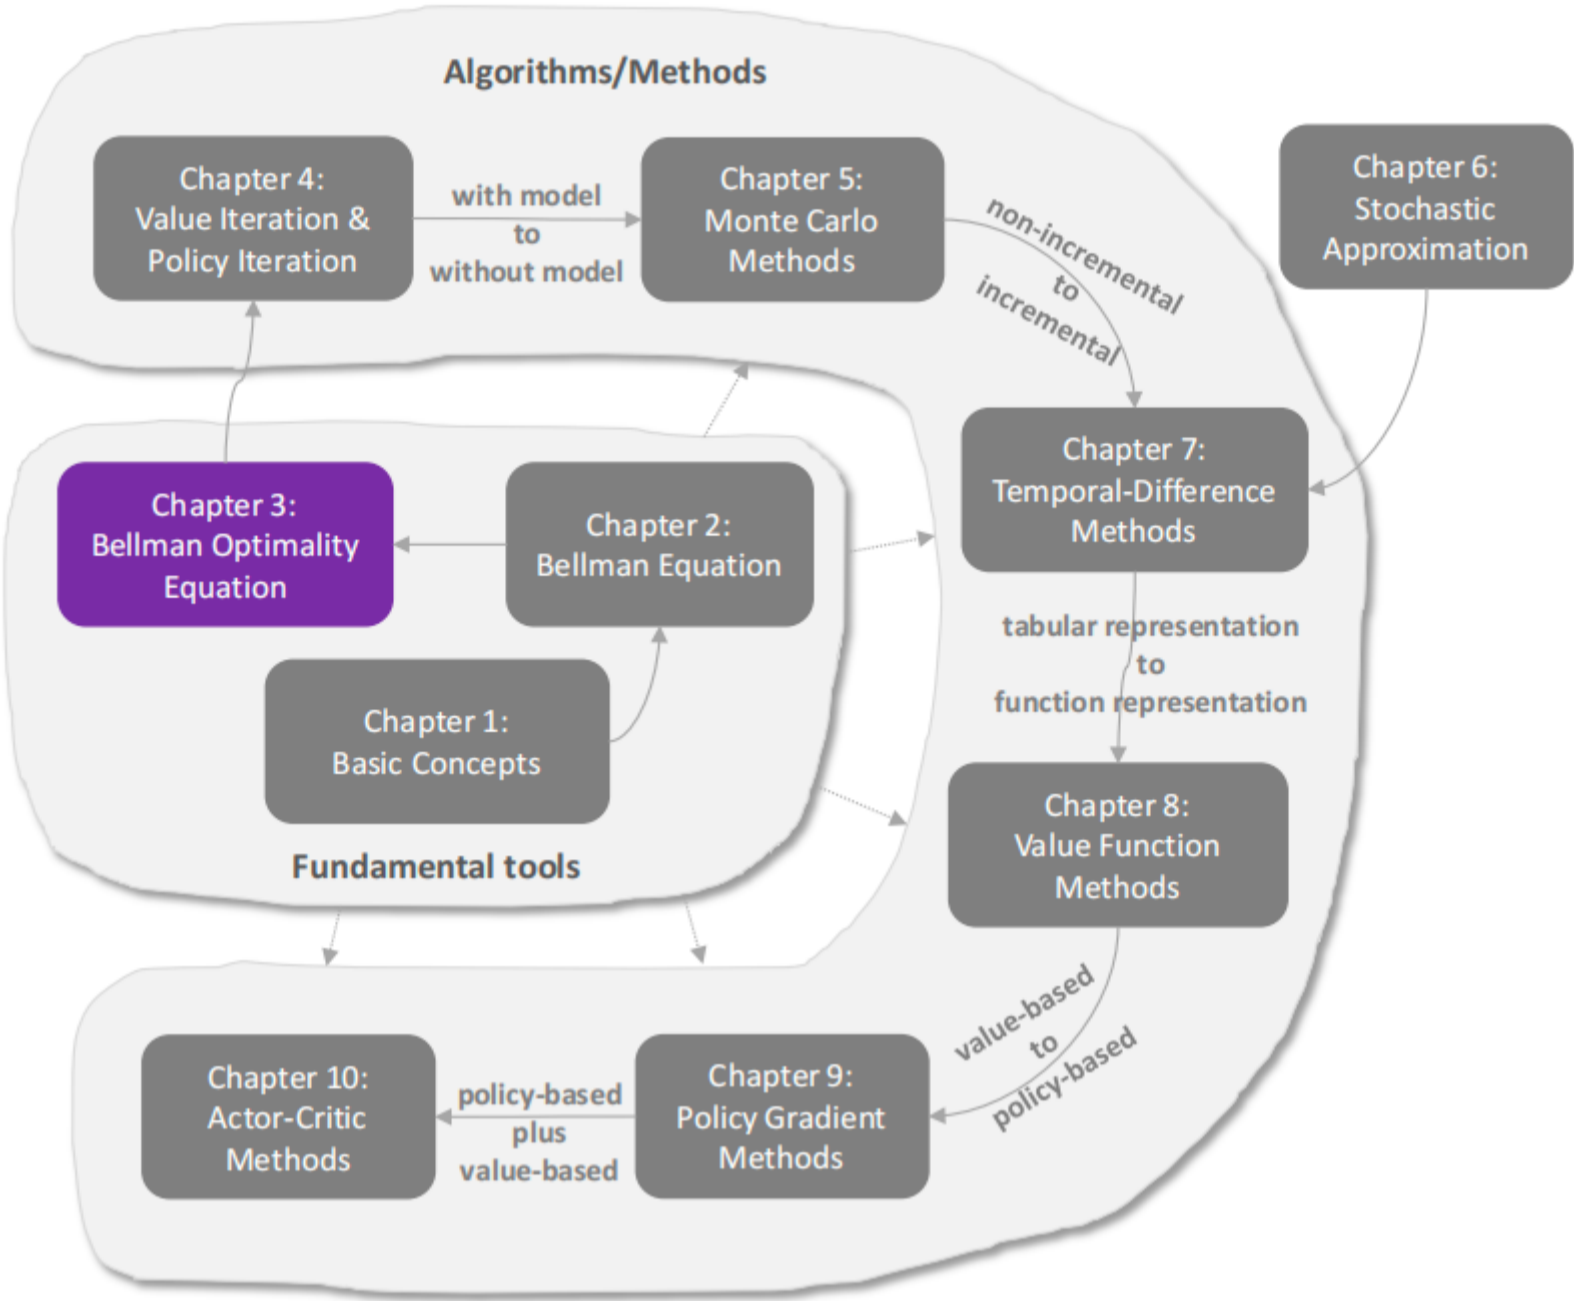 Algorithms/Methods
Chapter 4:
Value Iteration &
Policy Iteration
with model
to
without model
Chapter 5:
Monte Carlo
Methods
non-incremental
to
incremental
Chapter 6:
Stochastic
Approximation
Chapter 7:
Temporal-Difference
Methods
Chapter 3:
Bellman Optimality
Equation
Chapter 2:
Bellman Equation
Chapter 1:
Basic Concepts
Fundamental tools
tabular representation
to
function representation
Chapter 8:
Value Function
Methods
value-based
to
policy-based
Chapter 9:
Policy Gradient
Methods
policy-based
plus
value-based
Chapter 10:
Actor-Critic
Methods